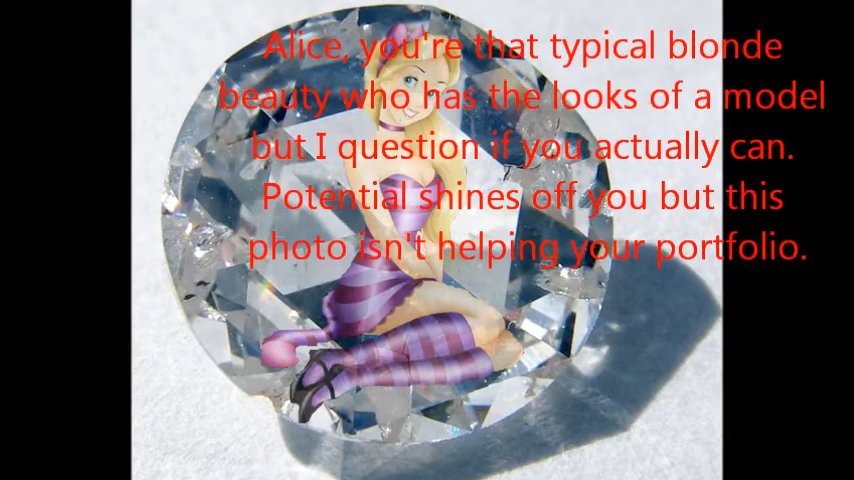 Alice, you're that typical blonde
beauty who has the looks of a model
but I question if you actually can.
Potential shines off you but this
photo isn't helping your portfolio.